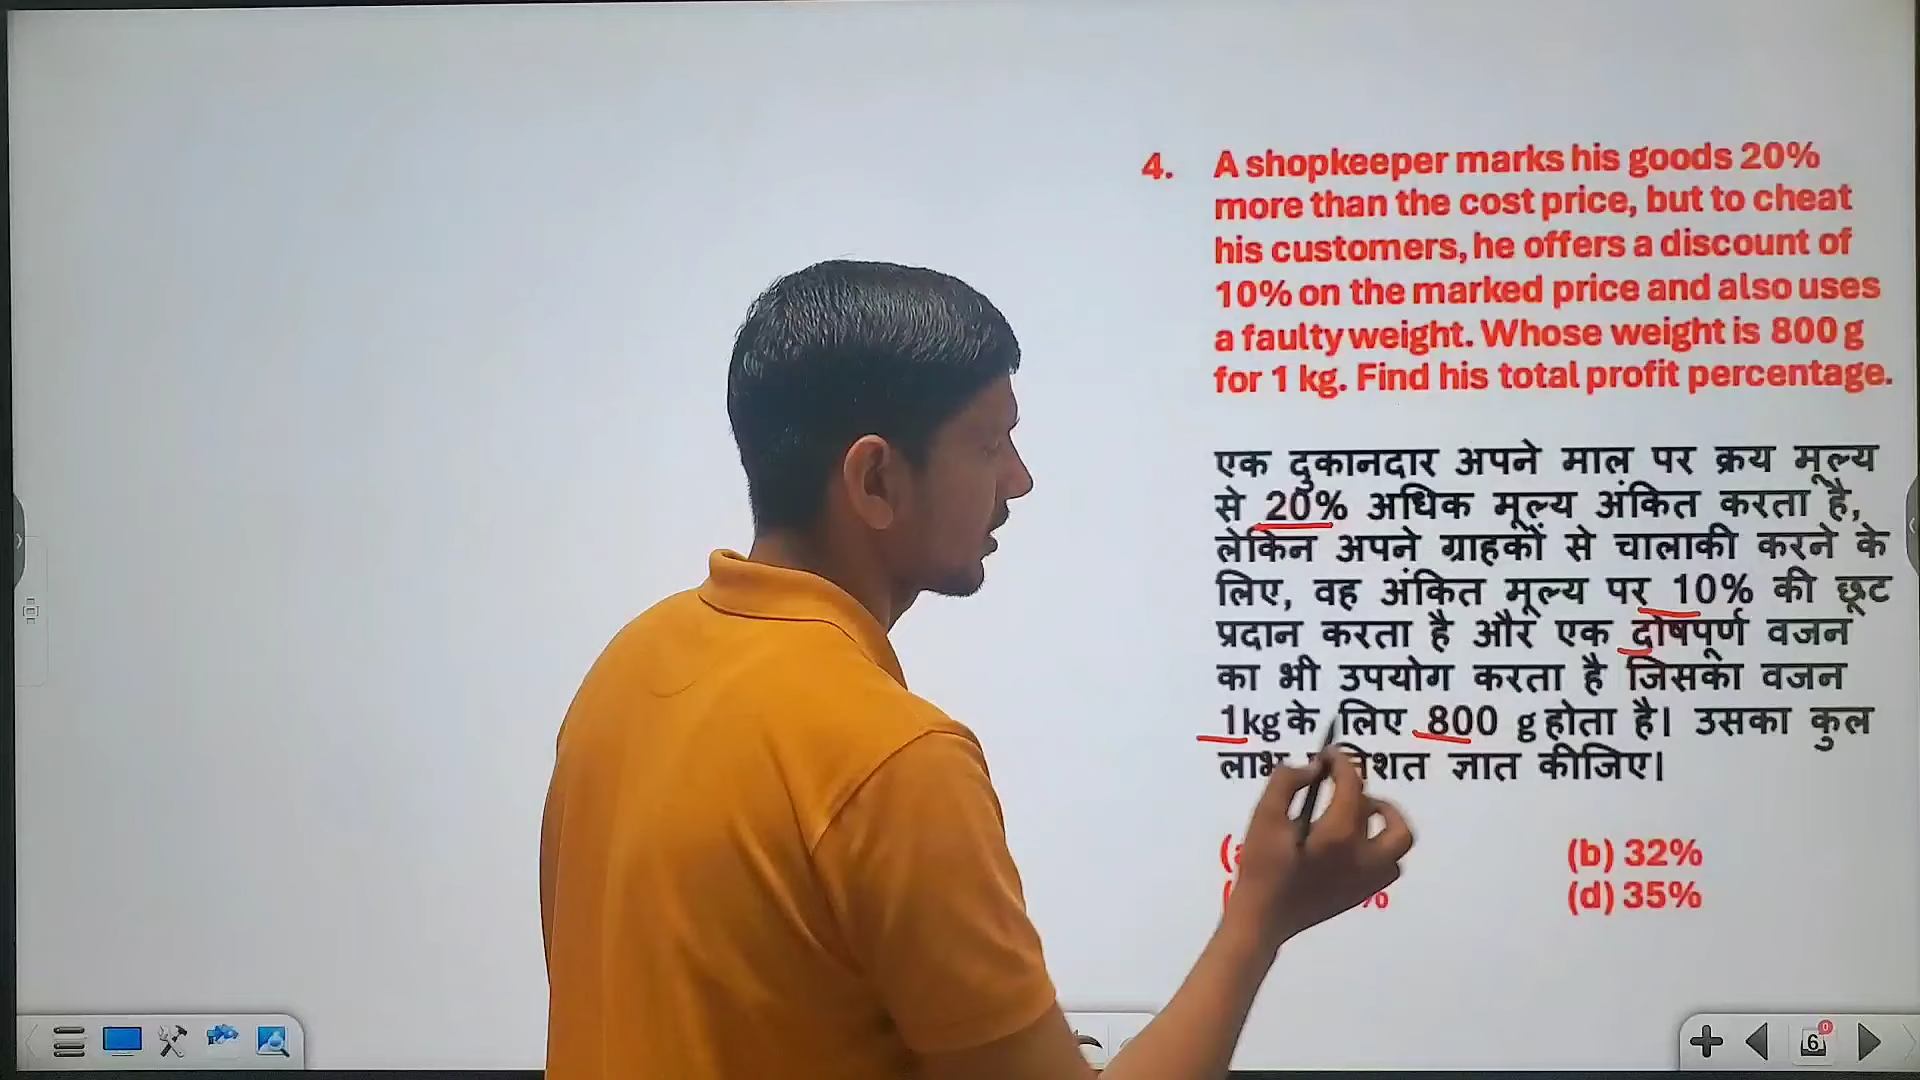 4. A shopkeeper marks his goods 20%
more than the cost price, but to cheat
his customers, he offers a discount of
10% on the marked price and also uses
a faulty weight. Whose weight is 800 g
for 1 kg. Find his total profit percentage.
एक दुकानदार अपने माल पर क्रय मूल्य
से 20% अधिक मूल्य अंकित करता है,
लेकिन अपने ग्राहकों से चालाकी करने के
लिए, वह अंकित मूल्य पर 10% की छूट
प्रदान करता है और एक दोषपूर्ण वजन
का भी उपयोग करता है जिसका वजन
1kg के लिए 800 g होता है। उसका कुल
ज्ञात कीजिए।
(b) 32%
(d) 35%
6
0